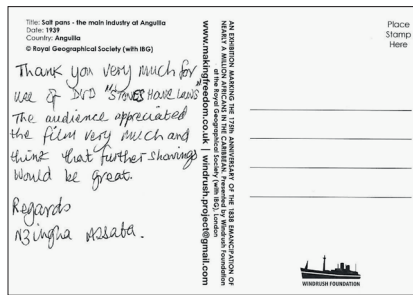 Title: Salt pans - the main industry at Anguilla
Date: 1939
Country: Anguilla
© Royal Geographical Society (with IBG)
Thank you very much for
use of DVD "STONES HAVE LAWS"
The audience appreciated
the film very much and
think that further showings
would be great.
Regards
Nzingha Assata.
AN EXHIBITION MARKING THE 175th ANNIVERSARY OF THE 1838 EMANCIPATION OF
NEARLY A MILLION AFRICANS IN THE CARIBBEAN. Presented by Windrush Foundation
at the Royal Geographical Society (with IBG), London
www.makingfreedom.co.uk | windrush.project@gmail.com
Place
Stamp
Here
WINDRUSH FOUNDATION